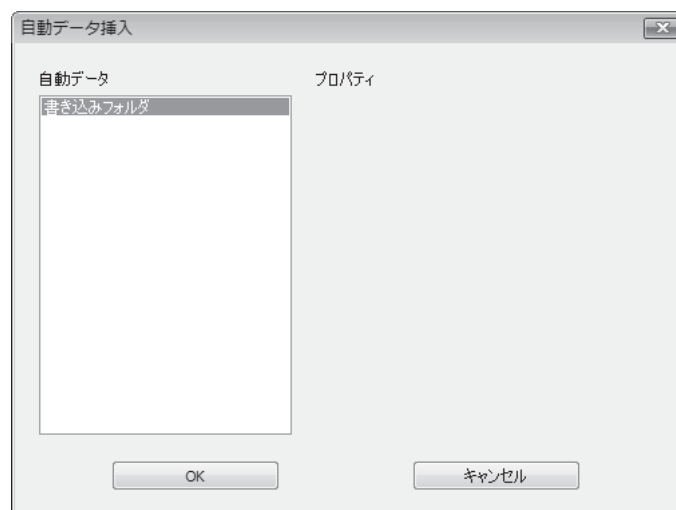 自動データ挿入
自動データ
プロパティ
書き込みフォルダ
OK
キャンセル